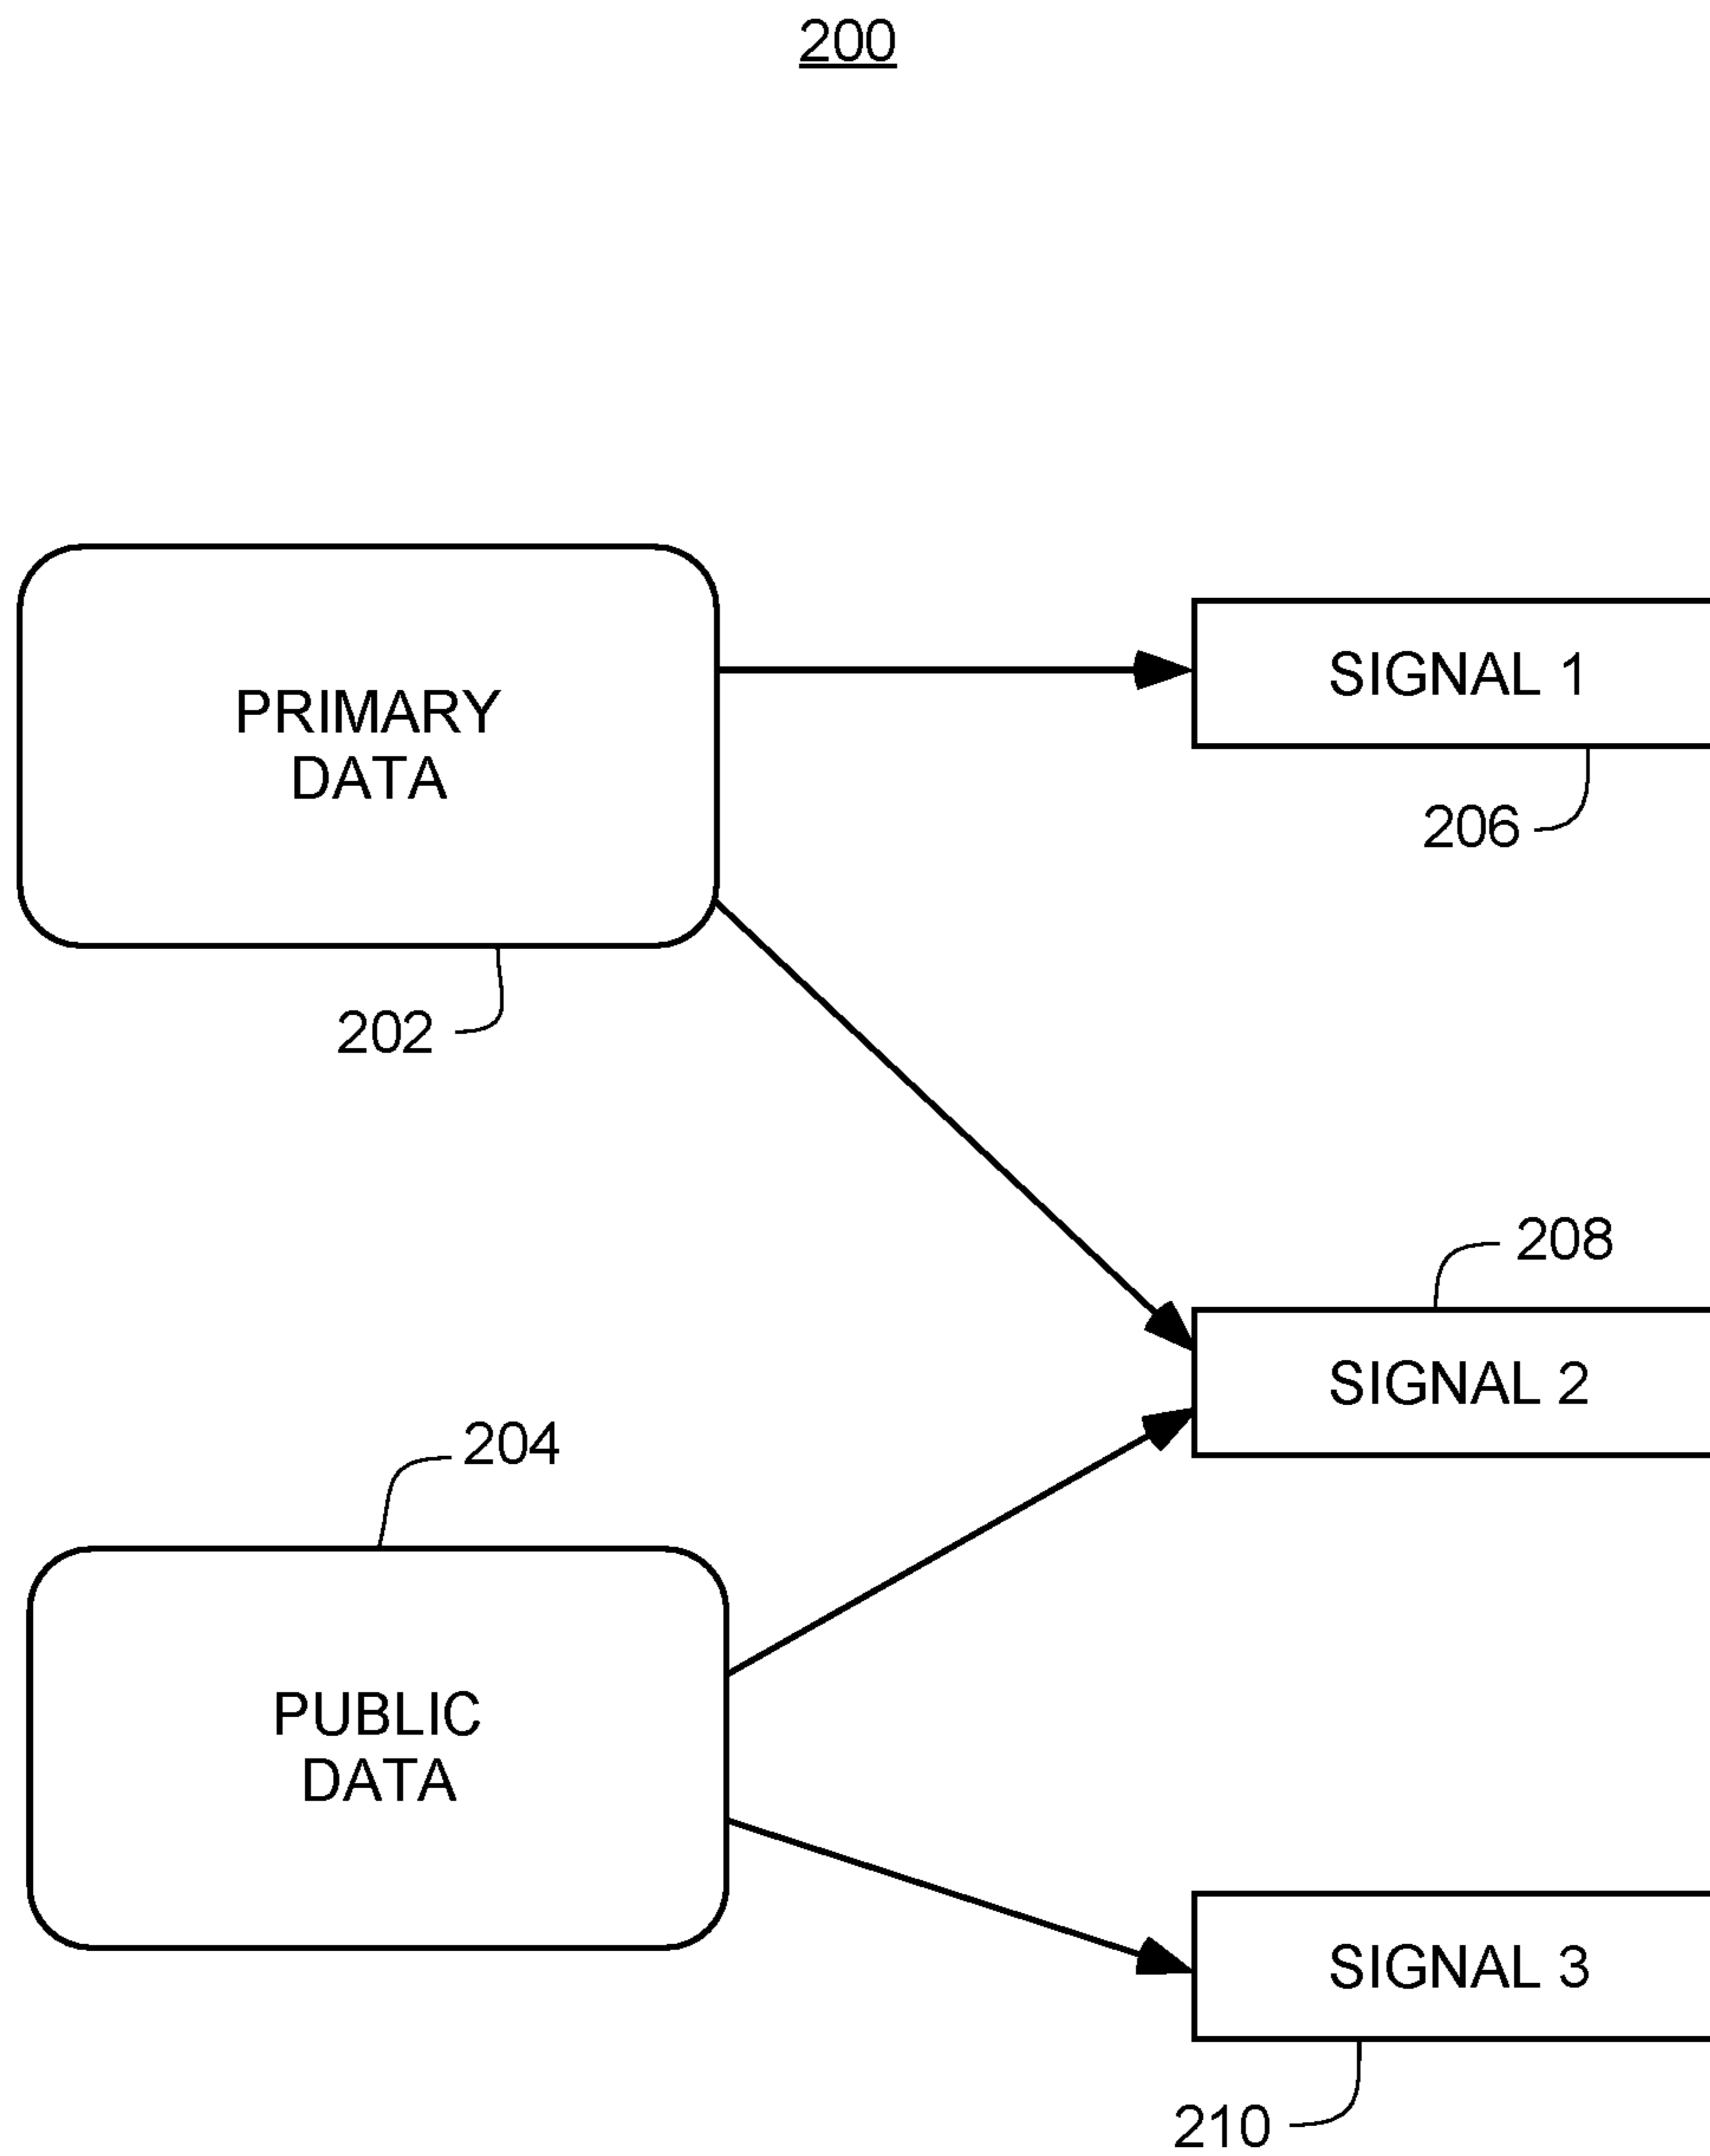 200
PRIMARY
DATA
202
SIGNAL 1
206
208
SIGNAL 2
204
PUBLIC
DATA
SIGNAL 3
210